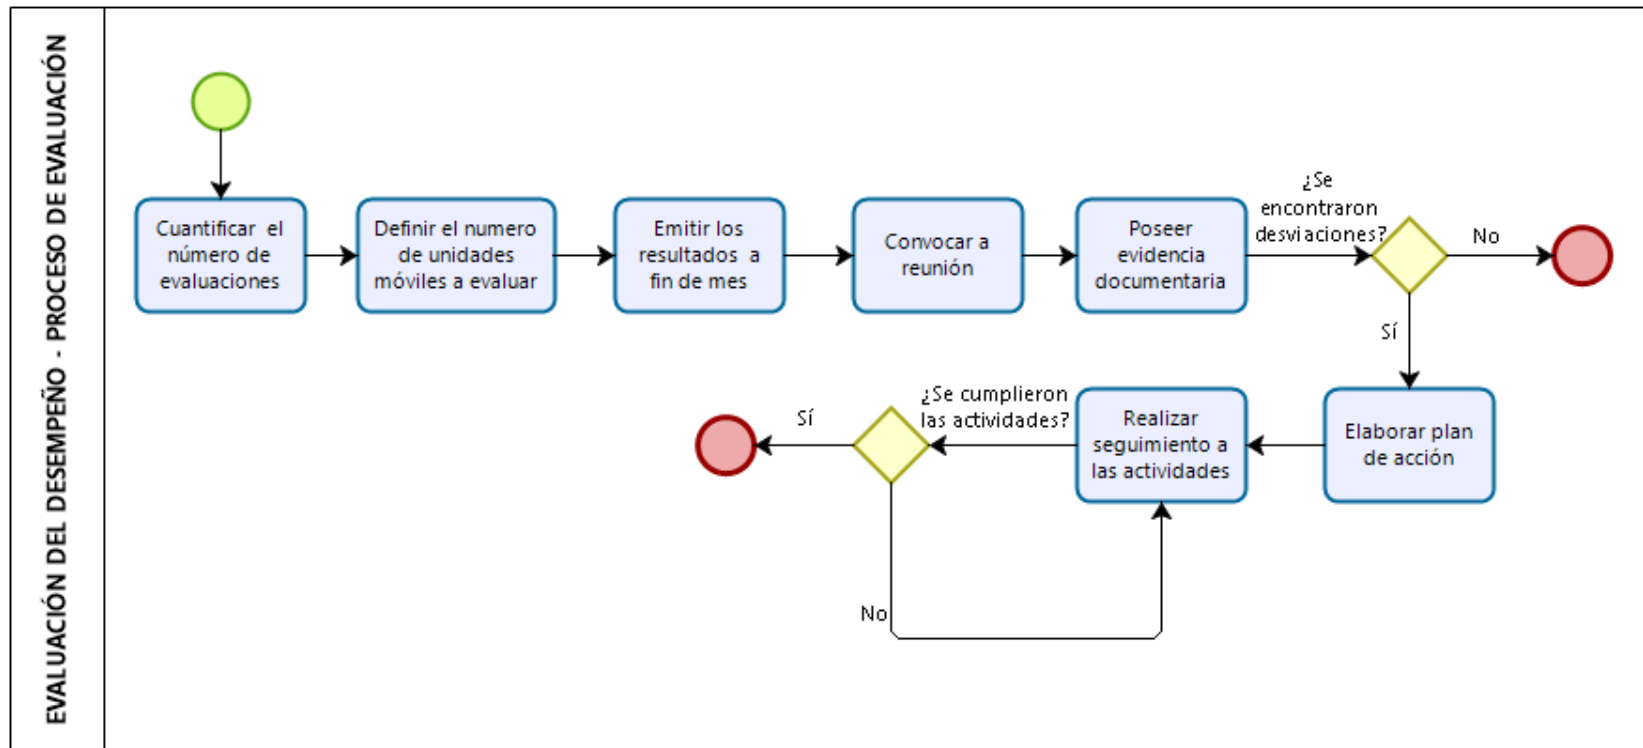 EVALUACIÓN DEL DESEMPEÑO - PROCESO DE EVALUACIÓN
Cuantificar el
número de
evaluaciones
Definir el numero
de unidades
móviles a evaluar
Emitir los
resultados a
fin de mes
Convocar a
reunión
Poseer
evidencia
documentaria
¿Se
encontraron
desviaciones?
No
Sí
Elaborar plan
de acción
Realizar
seguimiento a
las actividades
¿Se cumplieron
las actividades?
Sí
No